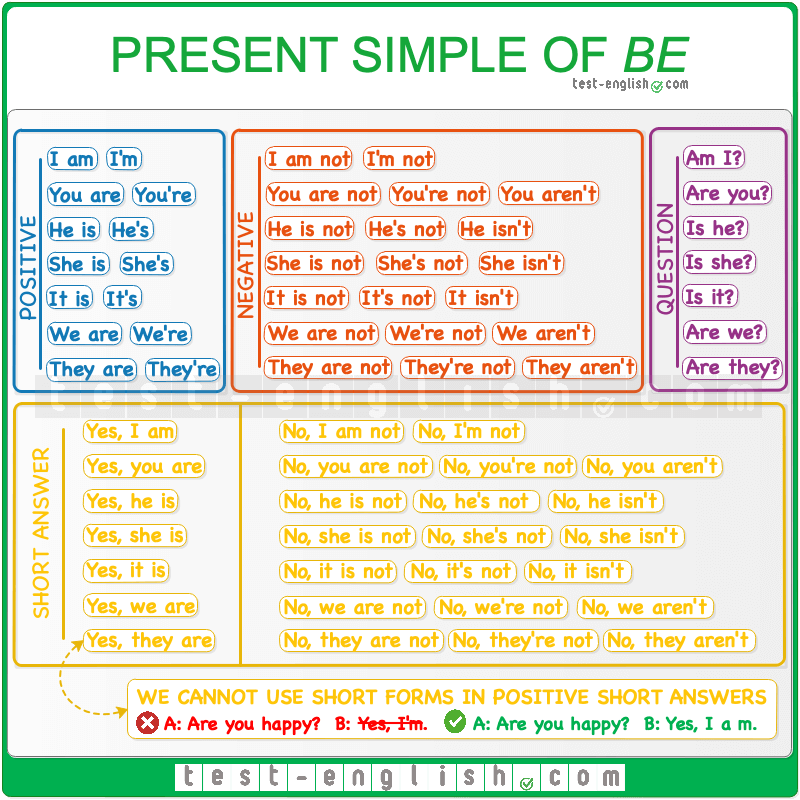 PRESENT SIMPLE OF BE
test-english.com
POSITIVE
I am I'm
You are You're
He is He's
She is She's
It is It's
We are We're
They are They're
NEGATIVE
I am not I'm not
You are not You're not You aren't
He is not He's not He isn't
She is not She's not She isn't
It is not It's not It isn't
We are not We're not We aren't
They are not They're not They aren't
QUESTION
Am I?
Are you?
Is he?
Is she?
Is it?
Are we?
Are they?
test-english.com
SHORT ANSWER
Yes, I am
Yes, you are
Yes, he is
Yes, she is
Yes, it is
Yes, we are
Yes, they are
No, I am not No, I'm not
No, you are not No, you're not No, you aren't
No, he is not No, he's not No, he isn't
No, she is not No, she's not No, she isn't
No, it is not No, it's not No, it isn't
No, we are not No, we're not No, we aren't
No, they are not No, they're not No, they aren't
WE CANNOT USE SHORT FORMS IN POSITIVE SHORT ANSWERS
A: Are you happy? B: Yes, I'm. A: Are you happy? B: Yes, I a m.
test-english.com